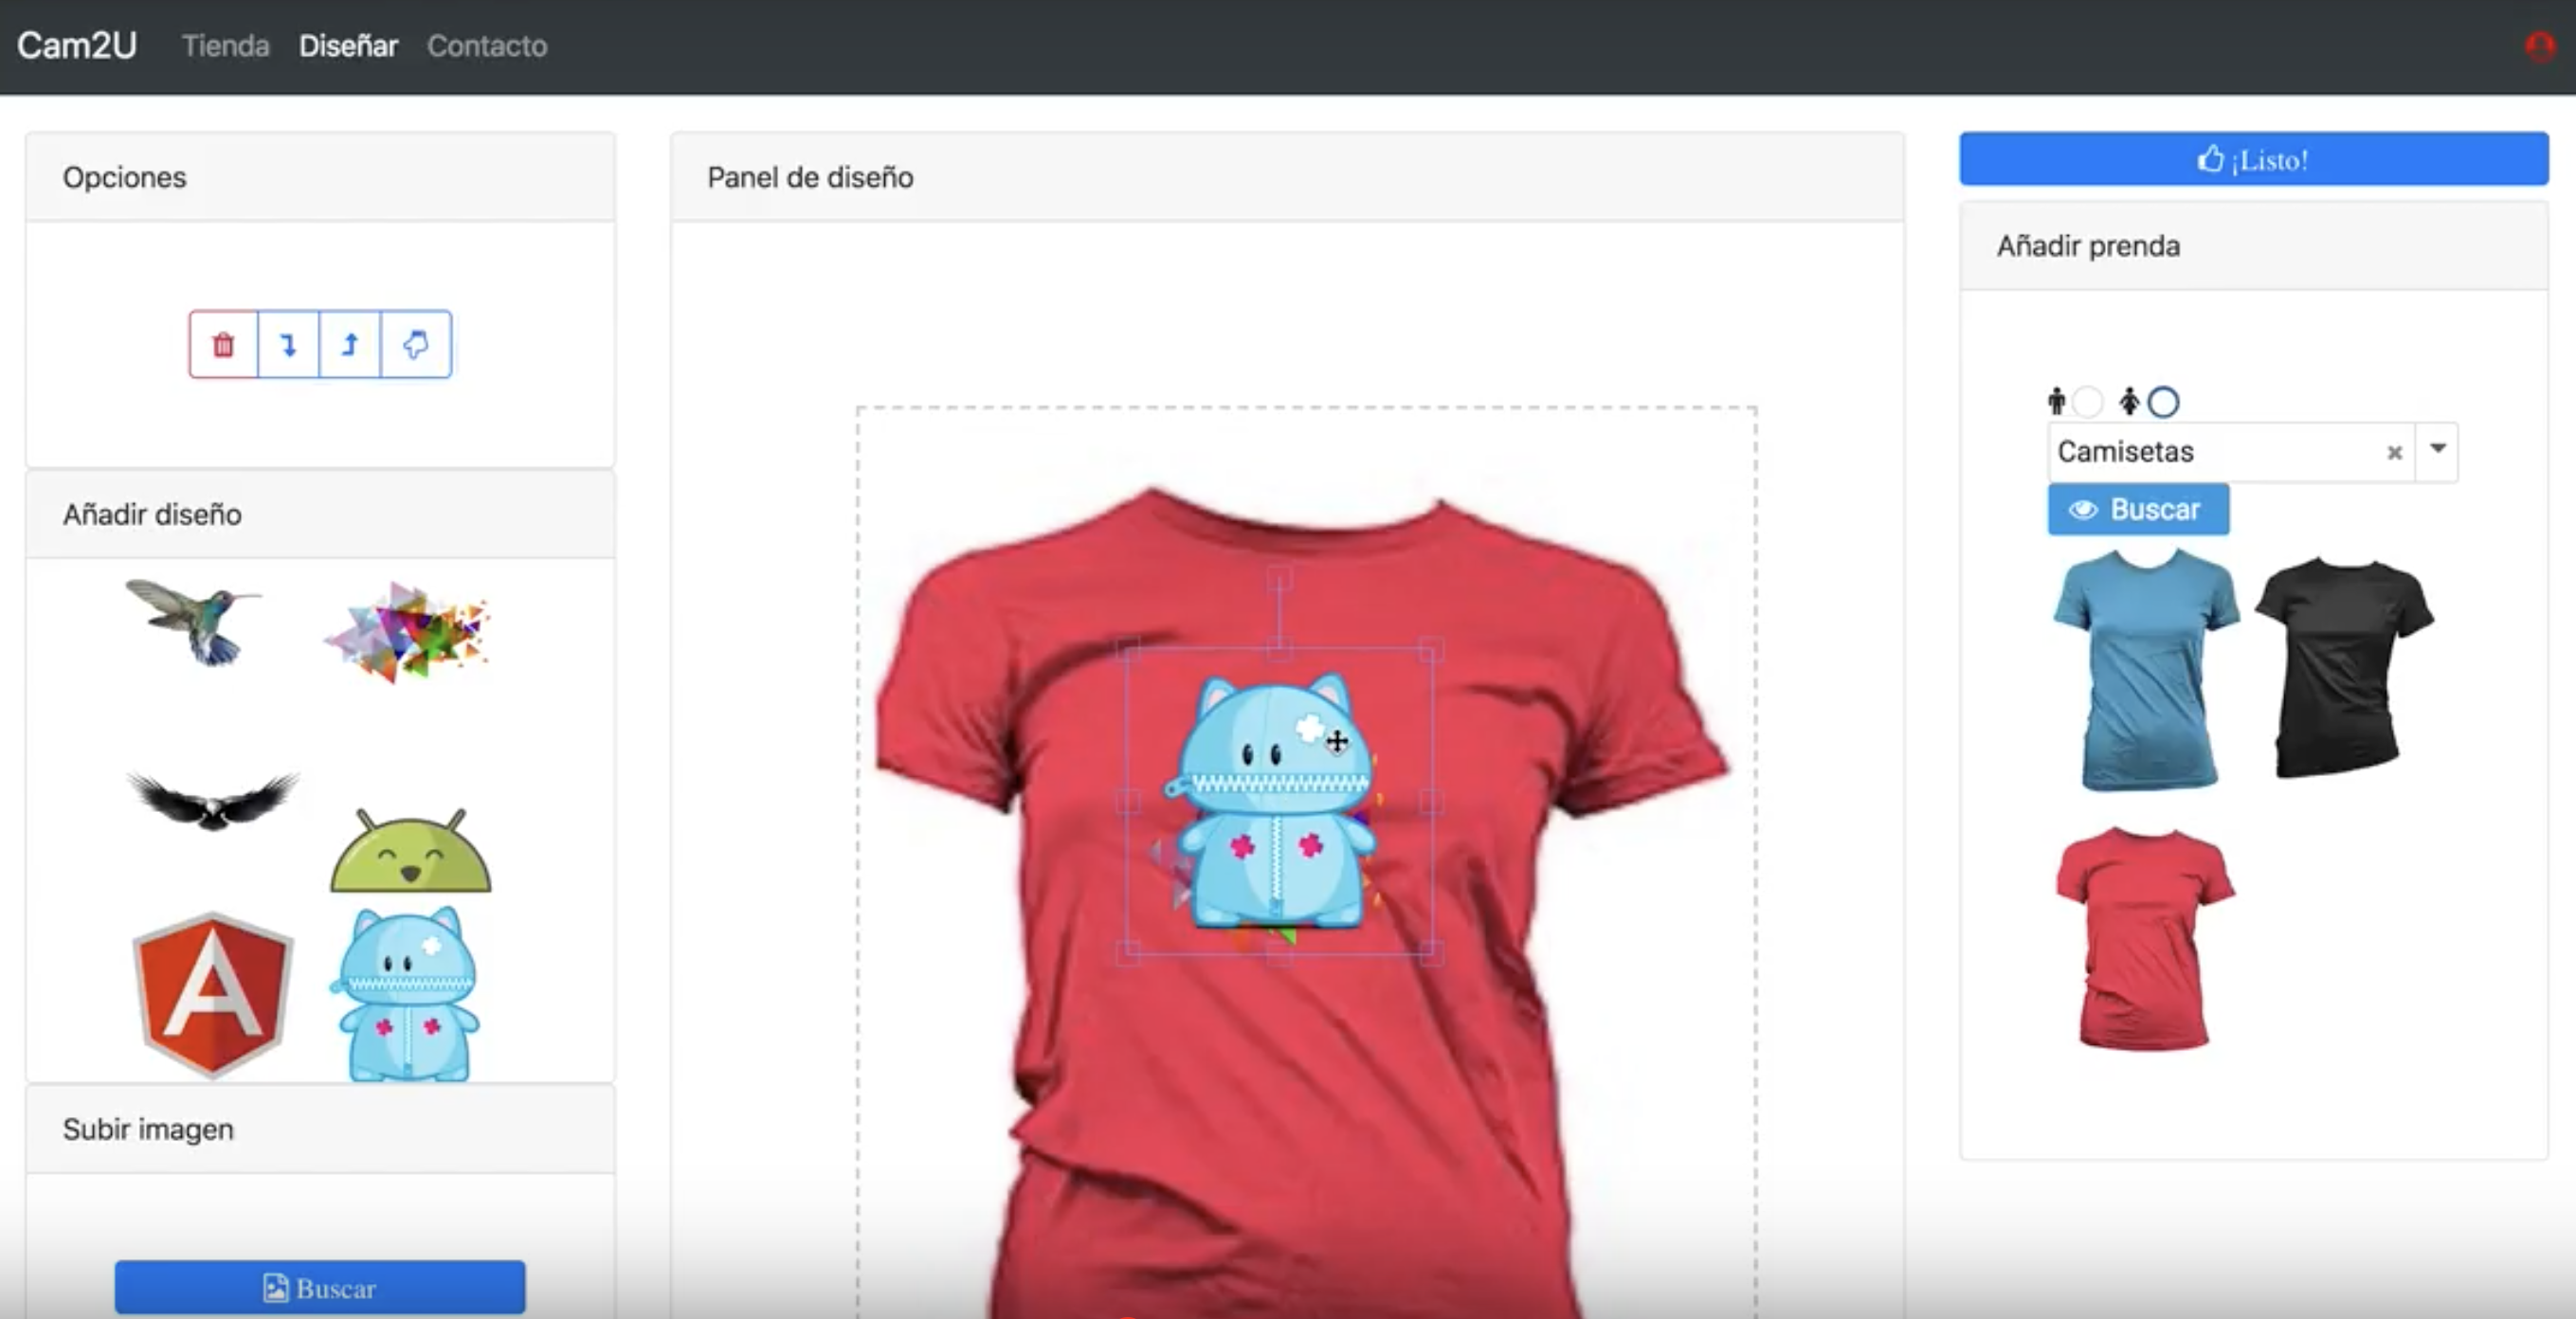 Cam2U Tienda Diseñar Contacto
Opciones
Añadir diseño
Subir imagen
Buscar
Panel de diseño
¡Listo!
Añadir prenda
Camisetas
Buscar